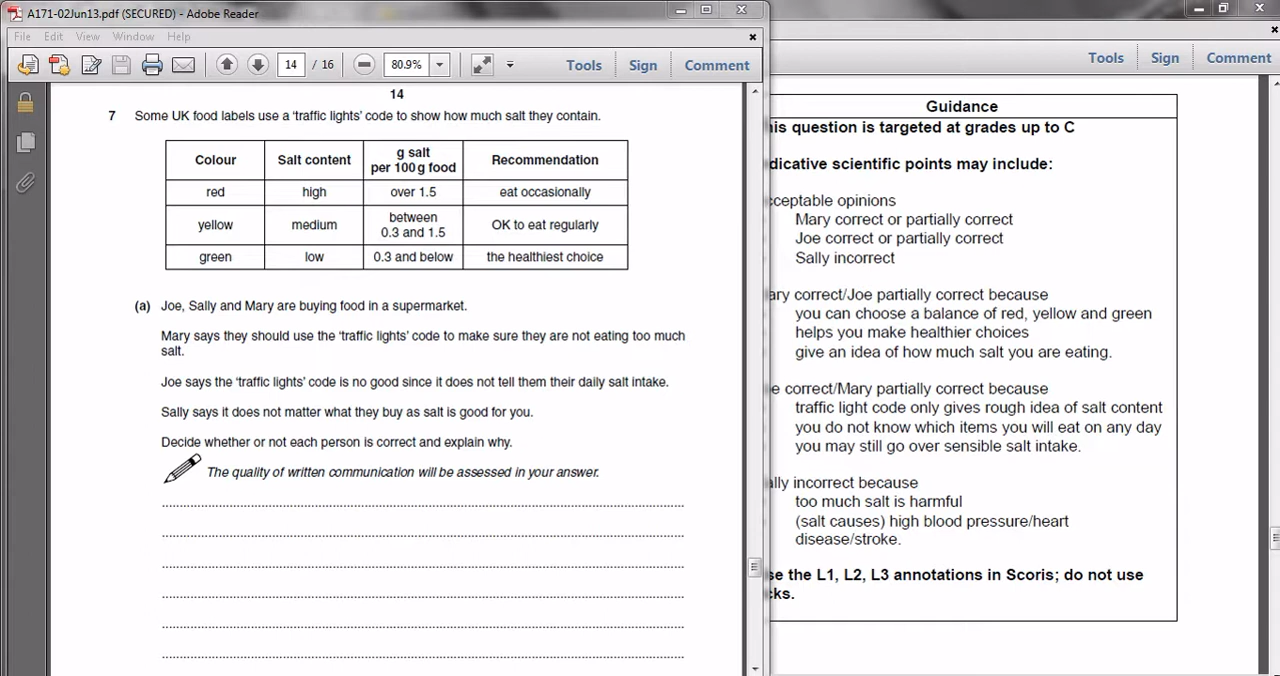 A171-02Jun13.pdf (SECURED) - Adobe Reader
File Edit View Window Help
14 / 16 80.9% Tools Sign Comment
Tools Sign Comment
14
7 Some UK food labels use a 'traffic lights' code to show how much salt they contain.
Colour Salt content g salt per 100 g food Recommendation
red high over 1.5 eat occasionally
yellow medium between 0.3 and 1.5 OK to eat regularly
green low 0.3 and below the healthiest choice
(a) Joe, Sally and Mary are buying food in a supermarket.
Mary says they should use the 'traffic lights' code to make sure they are not eating too much
salt.
Joe says the 'traffic lights' code is no good since it does not tell them their daily salt intake.
Sally says it does not matter what they buy as salt is good for you.
Decide whether or not each person is correct and explain why.
The quality of written communication will be assessed in your answer.
Guidance
his question is targeted at grades up to C
dicative scientific points may include:
cceptable opinions
Mary correct or partially correct
Joe correct or partially correct
Sally incorrect
ary correct/Joe partially correct because
you can choose a balance of red, yellow and green
helps you make healthier choices
give an idea of how much salt you are eating.
e correct/Mary partially correct because
traffic light code only gives rough idea of salt content
you do not know which items you will eat on any day
you may still go over sensible salt intake.
ally incorrect because
too much salt is harmful
(salt causes) high blood pressure/heart
disease/stroke.
se the L1, L2, L3 annotations in Scoris; do not use
cks.